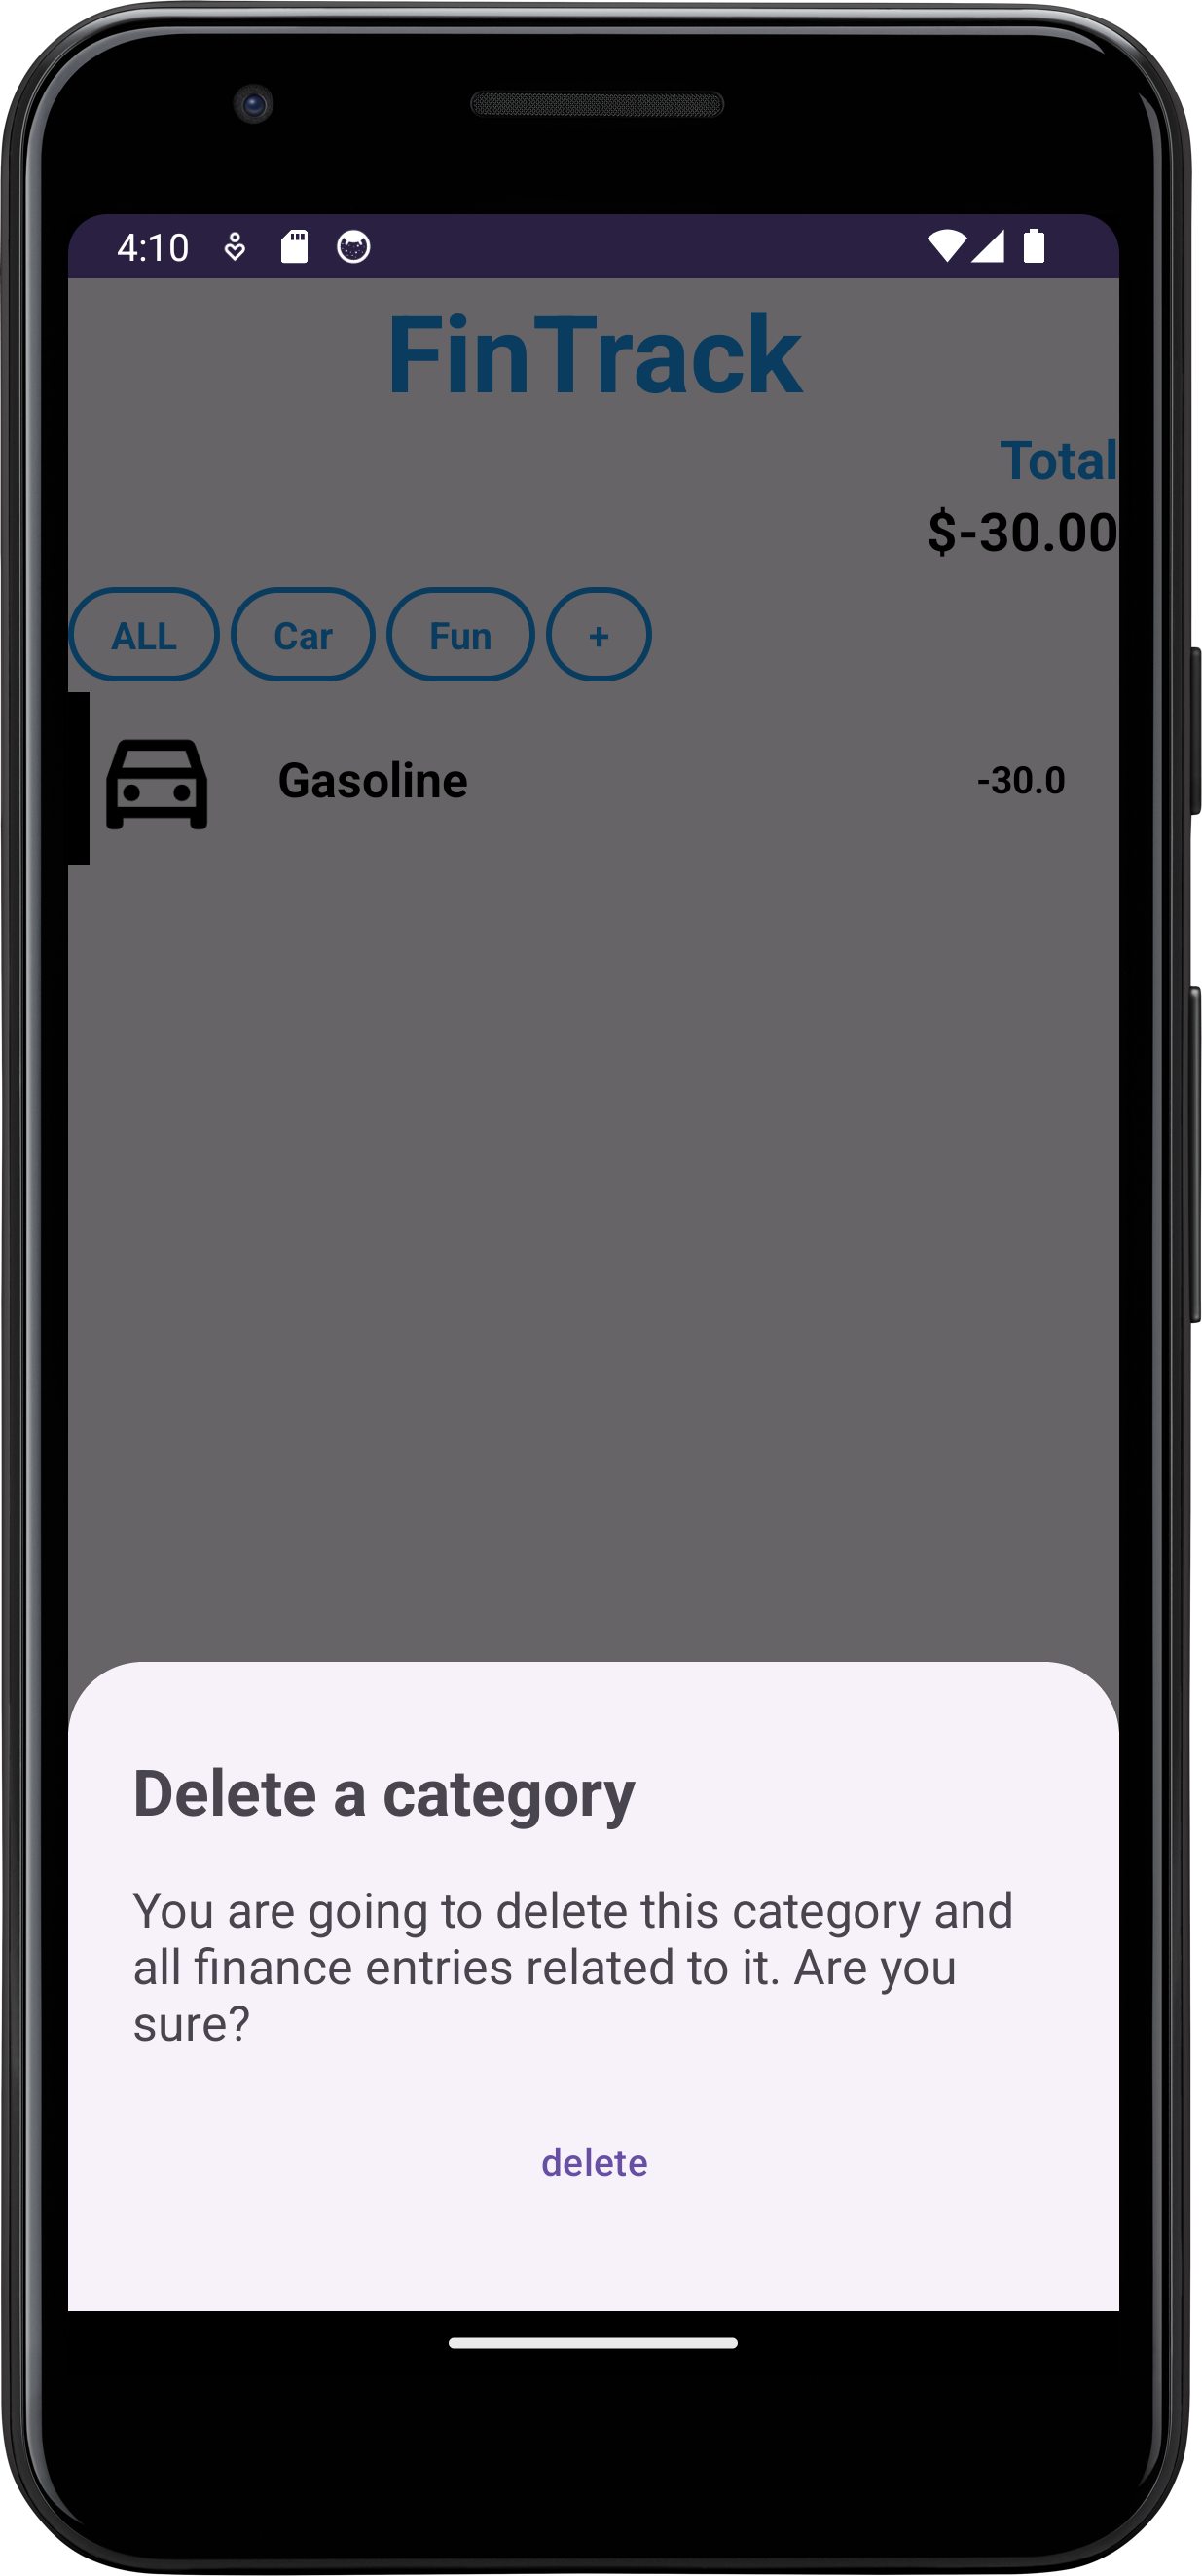 4:10
FinTrack
Total
$-30.00
ALL Car Fun +
Gasoline -30.0
Delete a category
You are going to delete this category and
all finance entries related to it. Are you
sure?
delete